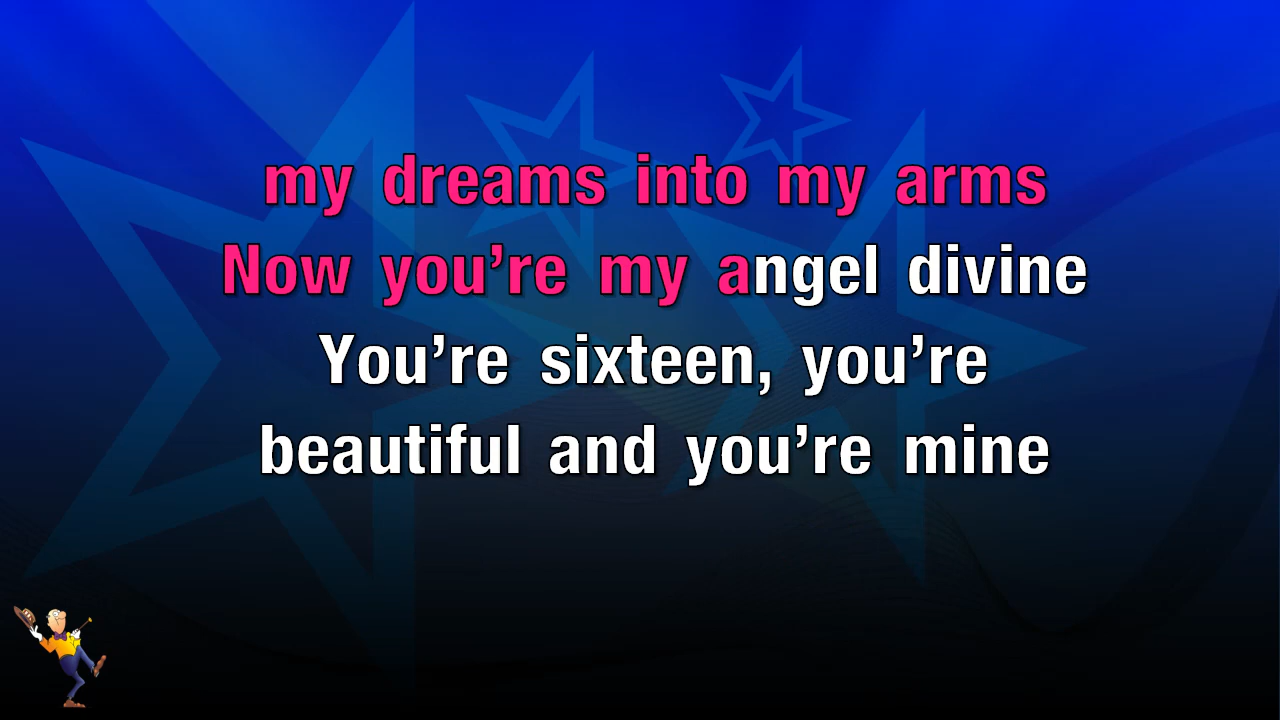 my dreams into my arms
Now you’re my angel divine
You’re sixteen, you’re
beautiful and you’re mine